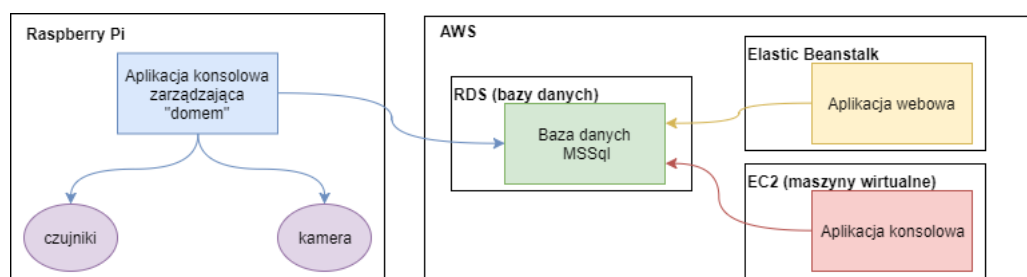 Raspberry Pi
Aplikacja konsolowa
zarządzająca
"domem"
czujniki
kamera
AWS
RDS (bazy danych)
Baza danych
MSSql
Elastic Beanstalk
Aplikacja webowa
EC2 (maszyny wirtualne)
Aplikacja konsolowa